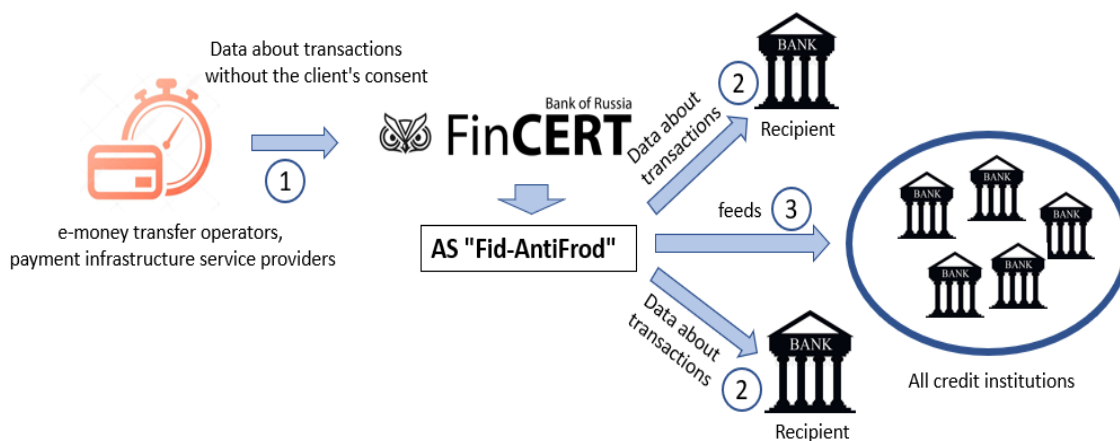 Data about transactions
without the client's consent
1
e-money transfer operators,
payment infrastructure service providers
Bank of Russia
FinCERT
AS "Fid-AntiFrod"
Data about
transactions
2
BANK
Recipient
feeds
3
BANK
BANK
BANK
BANK
BANK
All credit institutions
Data about
transactions
2
BANK
Recipient